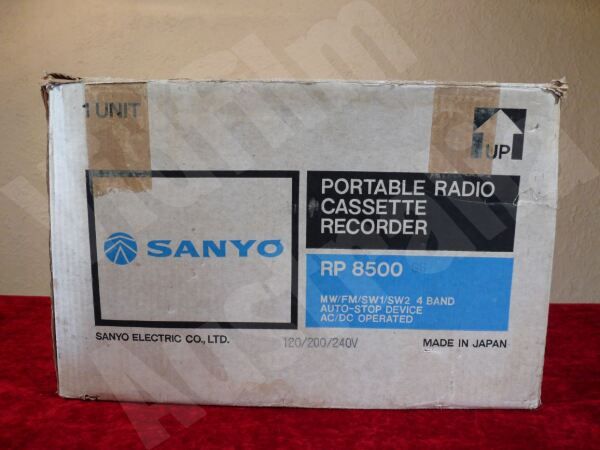 1 UNIT
UP
PORTABLE RADIO
CASSETTE
RECORDER
SANYO
RP 8500
MW/FM/SW1/SW2 4 BAND
AUTO-STOP DEVICE
AC/DC OPERATED
SANYO ELECTRIC CO., LTD.
120/200/240V
MADE IN JAPAN